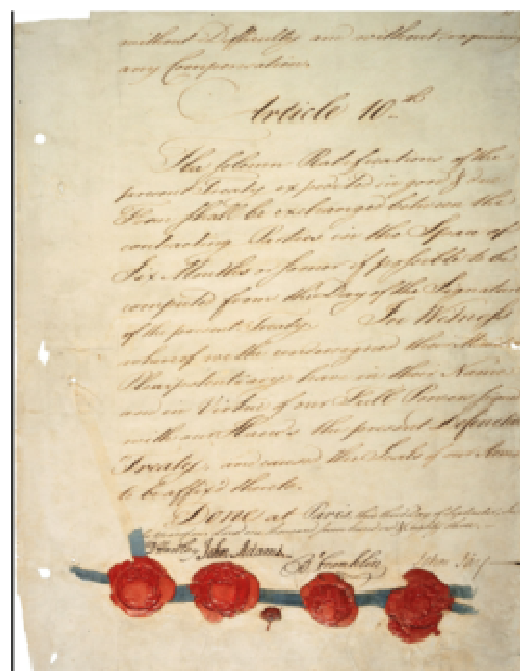 without Difficulty and without requiring
any Compensation.
Article 10th
The solemn Ratifications of the
present Treaty expedited in good & due
Form shall be exchanged between the
contracting Parties in the Space of
Six Months or sooner if possible to be
computed from the Day of the Signature
of the present Treaty. In Witness
whereof we the undersigned their Minis
Plenipotentiary have in their Name
and in Virtue of our Full Powers signed
with our Hands the present Definitive
Treaty, and caused the Seals of our Arms
to be affix'd thereto.
Done at Paris this third day of September, In
D Hartley John Adams B Franklin John Jay